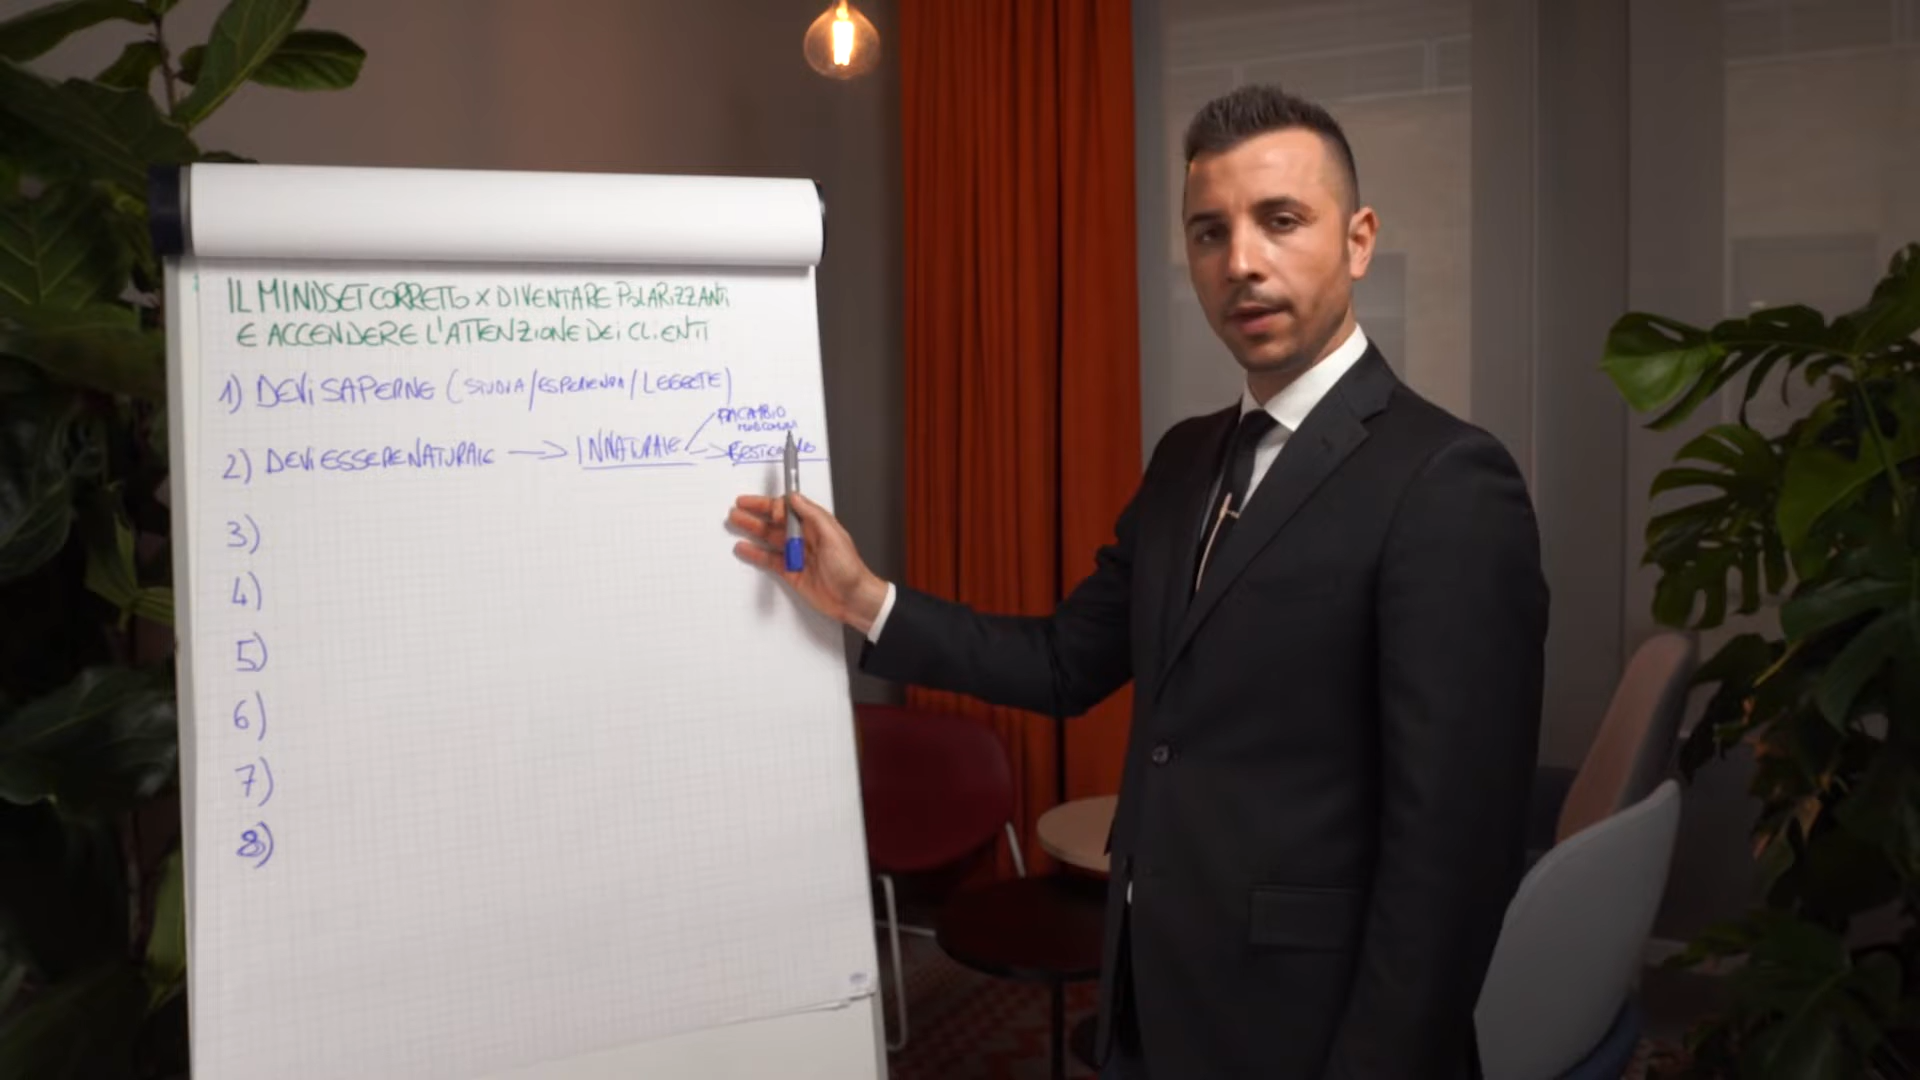 IL MINDSET CORRETTO X DIVENTARE POLARIZZANTI
E ACCENDERE L'ATTENZIONE DEI CLIENTI
1) DEVI SAPERNE (STUDIA/ESPERIENZA/LEGGETE)
2) DEVI ESSERE NATURALE → INNATURALE
3)
4)
5)
6)
7)
8)